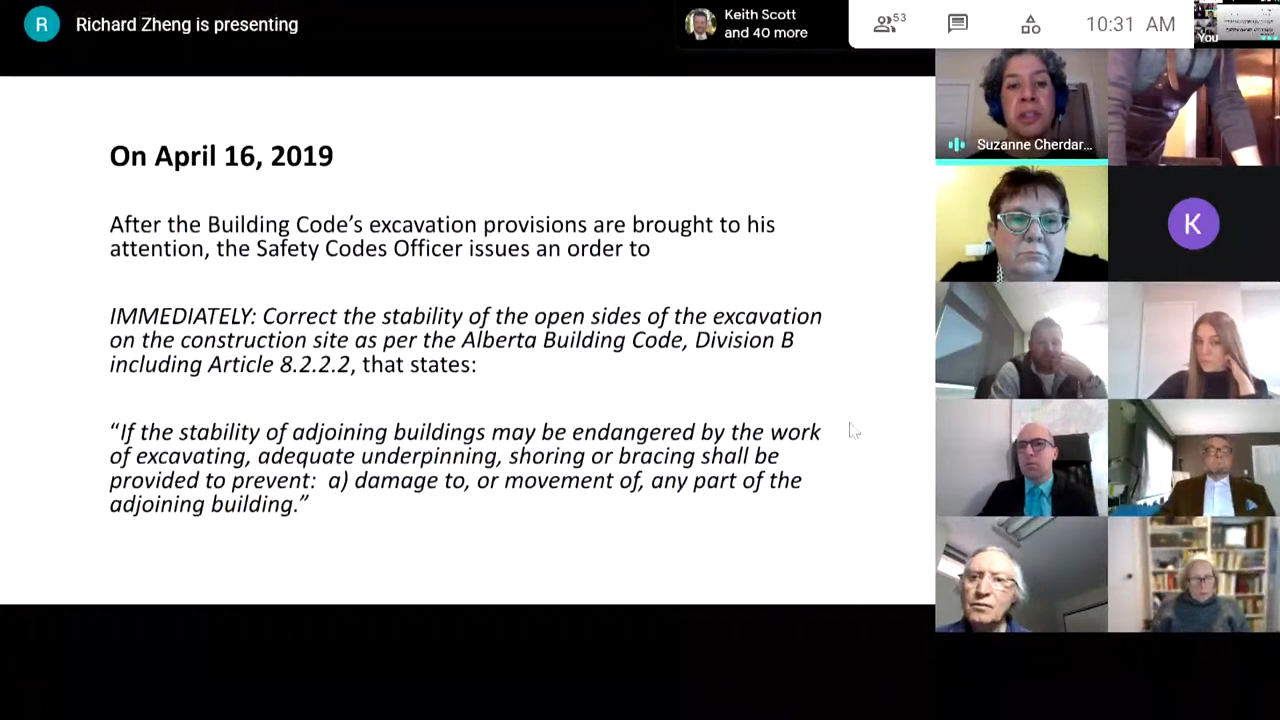 R
Richard Zheng is presenting
Keith Scott
and 40 more
53
10:31 AM
You
On April 16, 2019
After the Building Code’s excavation provisions are brought to his
attention, the Safety Codes Officer issues an order to
IMMEDIATELY: Correct the stability of the open sides of the excavation
on the construction site as per the Alberta Building Code, Division B
including Article 8.2.2.2, that states:
“If the stability of adjoining buildings may be endangered by the work
of excavating, adequate underpinning, shoring or bracing shall be
provided to prevent: a) damage to, or movement of, any part of the
adjoining building.”
Suzanne Cherdar...
K